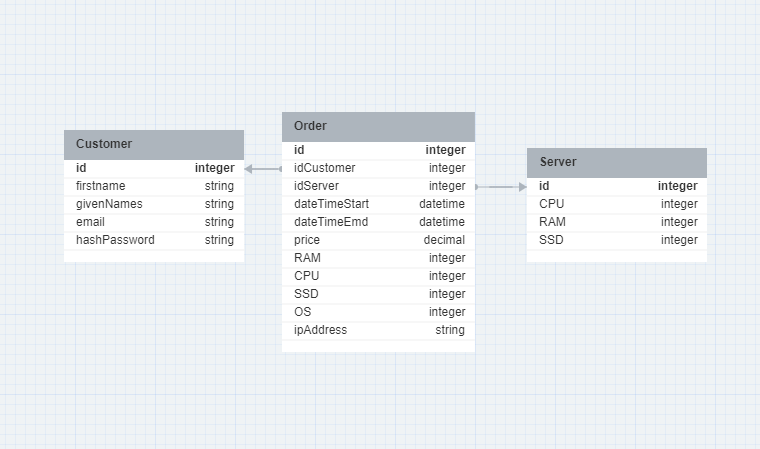 Customer
id integer
firstname string
givenNames string
email string
hashPassword string
Order
id integer
idCustomer integer
idServer integer
dateTimeStart datetime
dateTimeEmd datetime
price decimal
RAM integer
CPU integer
SSD integer
OS integer
ipAddress string
Server
id integer
CPU integer
RAM integer
SSD integer